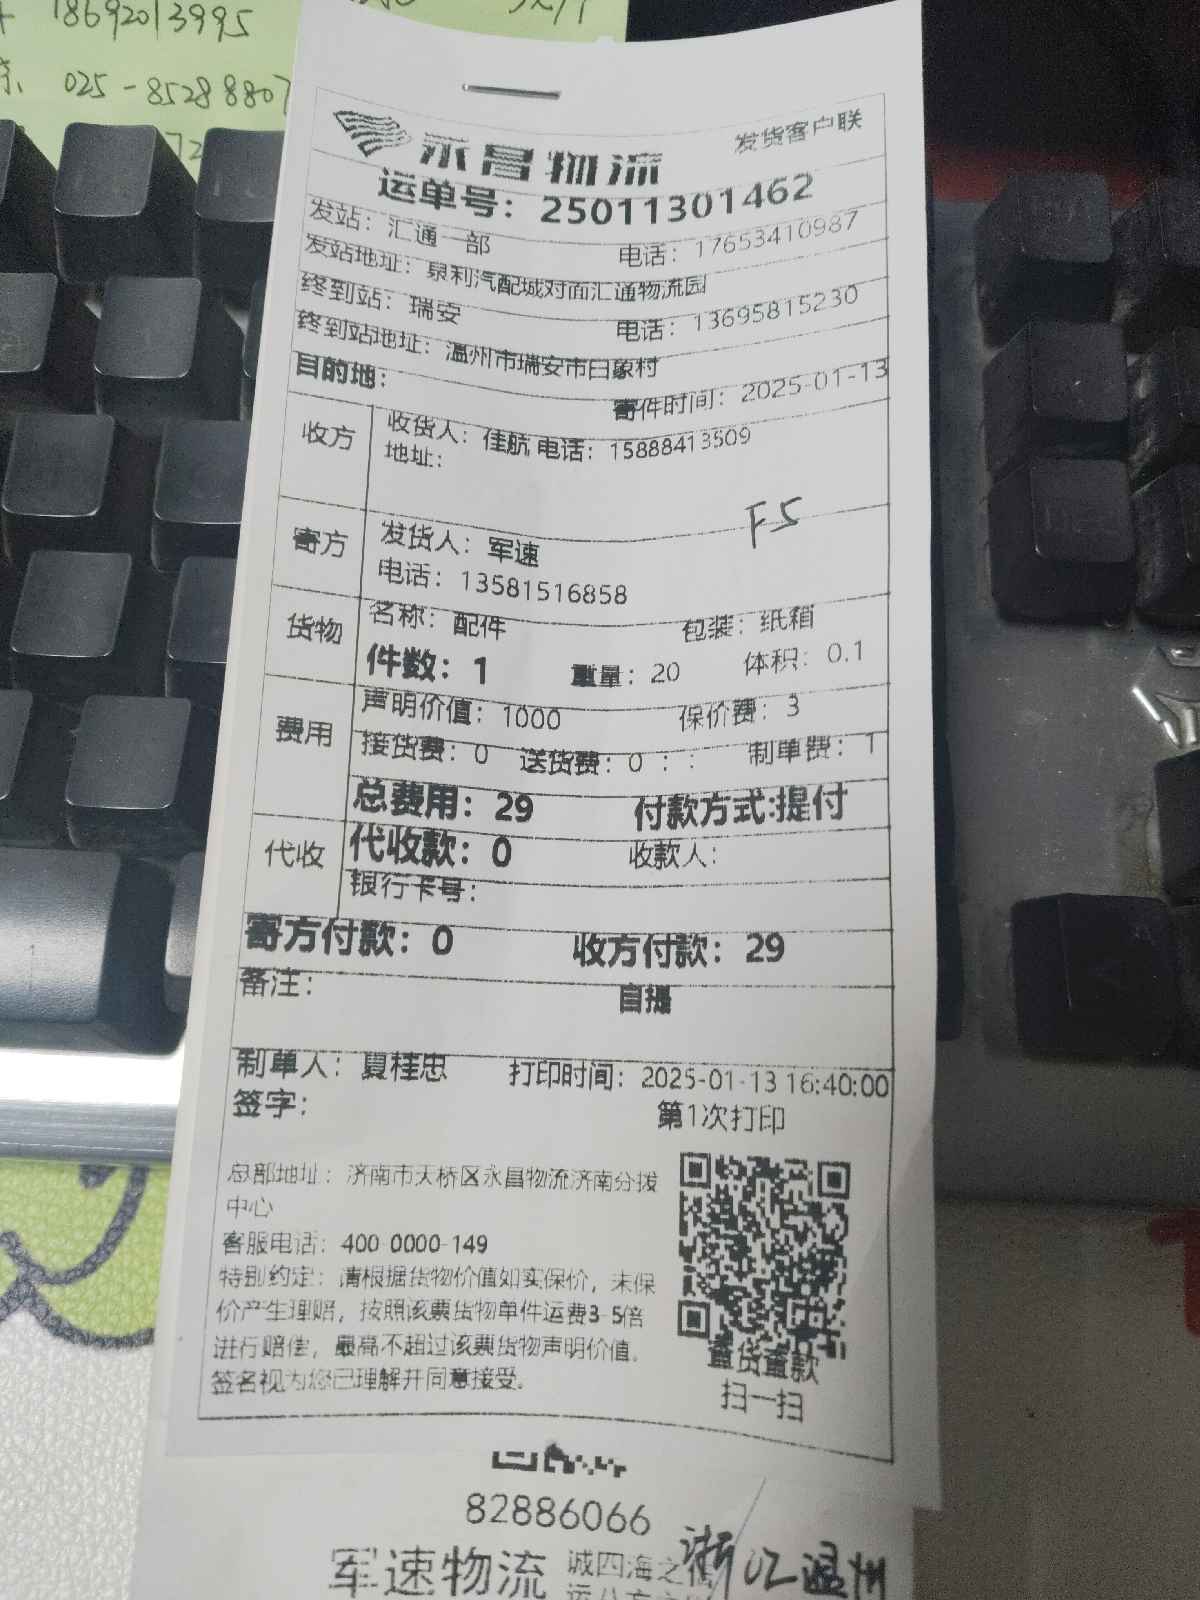 18692013995
025-85288807
永昌物流
发货客户联
运单号：25011301462
发站：汇通一部 电话：17653410987
发站地址：泉利汽配城对面汇通物流园
终到站：瑞安 电话：13695815230
终到站地址：温州市瑞安市白象村
目的地：
寄件时间：2025-01-13
收方
收货人：佳航 电话：15888413509
地址：
F5
寄方
发货人：军速
电话：13581516858
货物
名称：配件 包装：纸箱
件数：1 重量：20 体积：0.1
费用
声明价值：1000 保价费：3
接货费：0 送货费：0 ：： 制单费：1
总费用：29 付款方式:提付
代收
代收款：0 收款人：
银行卡号：
寄方付款：0 收方付款：29
备注： 自提
制单人：夏桂忠 打印时间：2025-01-13 16:40:00
签字： 第1次打印
总部地址：济南市天桥区永昌物流济南分拨
中心
客服电话：400-0000-149
特别约定：请根据货物价值如实保价，未保
价产生理赔，按照该票货物单件运费3-5倍
进行赔偿，最高不超过该票货物声明价值。
签名视为您已理解并同意接受。
查货查款
扫一扫
82886066
军速物流 诚四海之
浙江温州